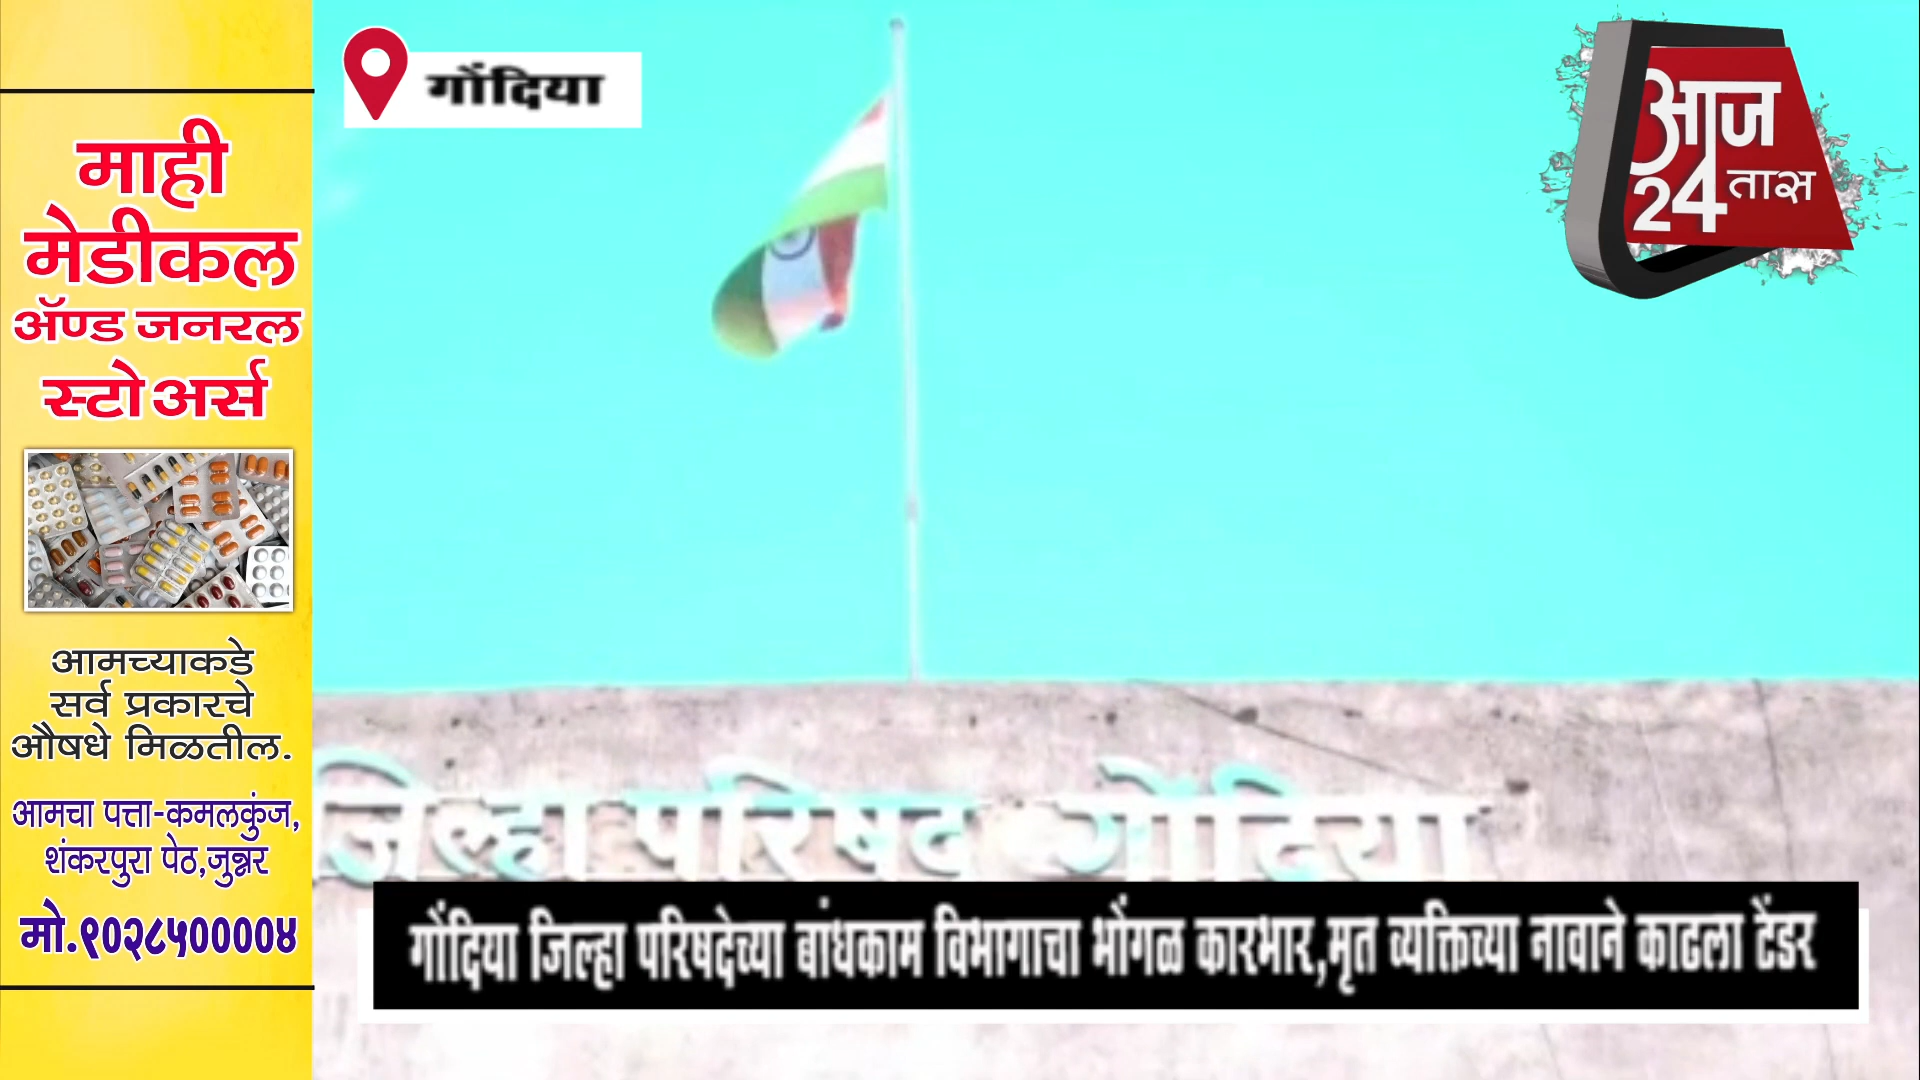 माही
मेडीकल
ॲण्ड जनरल
स्टोअर्स
आमच्याकडे
सर्व प्रकारचे
औषधे मिळतील.
आमचा पत्ता-कमलकुंज,
शंकरपुरा पेठ,जुन्नर
मो.९०२८५००००४
गोंदिया
आज
24 तास
जिल्हा परिषद गोंदिया
गोंदिया जिल्हा परिषदेच्या बांधकाम विभागाचा भोंगळ कारभार,मृत व्यक्तिच्या नावाने काढला टेंडर